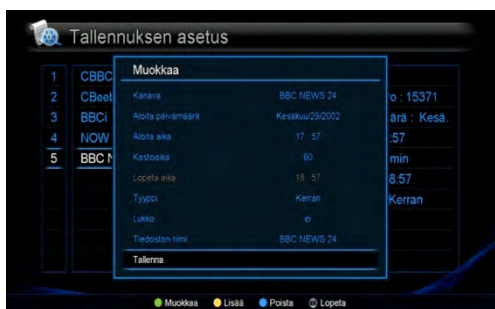 Tallennuksen asetus
1 CBBC
2 CBeeb
3 BBCi
4 NOW
5 BBC N
o : 15371
ärä : Kesä.
:57
min
8:57
Kerran
Muokkaa
Kanava BBC NEWS 24
Aloita päivämäärä Kesäkuu/29/2002
Aloita aika 17 : 57
Kestoaika 60
Lopeta aika 18 : 57
Tyyppi Kerran
Lukko ei
Tiedoston nimi BBC NEWS 24
Tallenna
Muokkaa Lisää Poista Lopeta